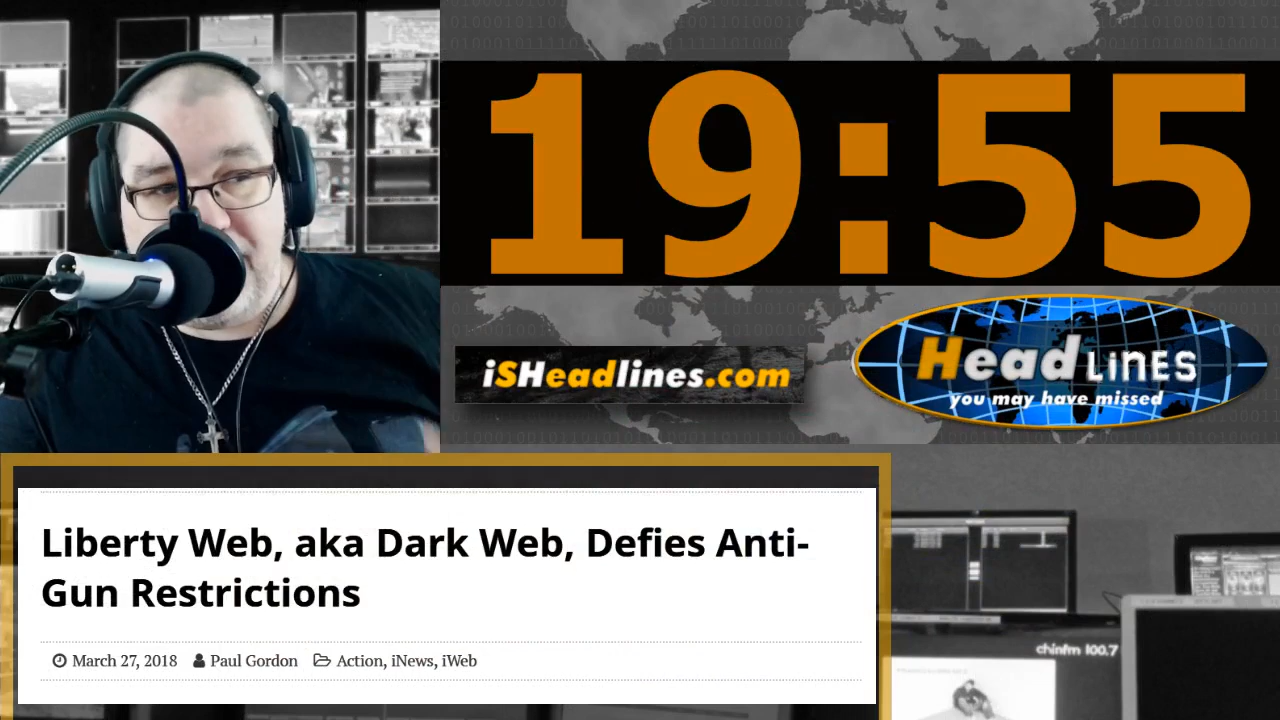 19:55
iSHeadlines.com
HeadLINES
you may have missed
Liberty Web, aka Dark Web, Defies Anti-
Gun Restrictions
March 27, 2018 Paul Gordon Action, iNews, iWeb
chinfm 100.7